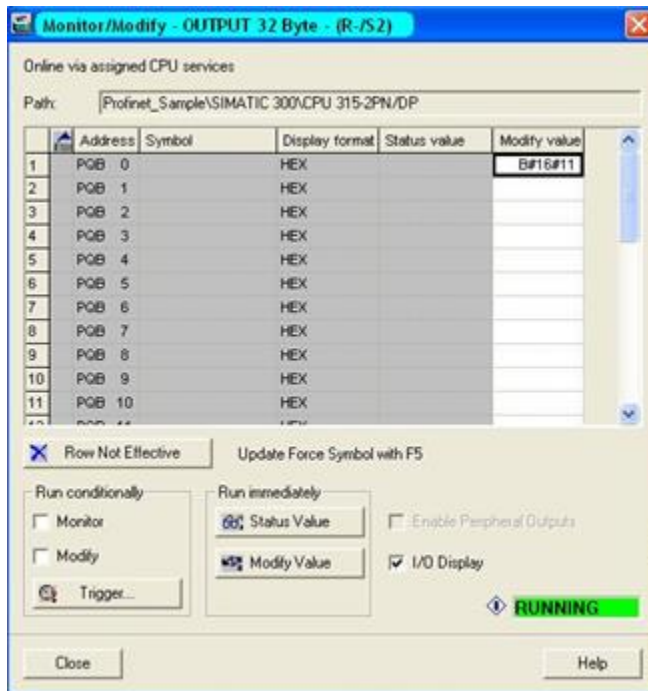 Monitor/Modify - OUTPUT 32 Byte - (R-/S2)
Online via assigned CPU services
Path: Profinet_Sample\SIMATIC 300\CPU 315-2PN/DP
Address Symbol Display format Status value Modify value
1 PQB 0 HEX B#16#11
2 PQB 1 HEX
3 PQB 2 HEX
4 PQB 3 HEX
5 PQB 4 HEX
6 PQB 5 HEX
7 PQB 6 HEX
8 PQB 7 HEX
9 PQB 8 HEX
10 PQB 9 HEX
11 PQB 10 HEX
Row Not Effective Update Force Symbol with F5
Run conditionally Run immediately
Monitor Status Value Enable Peripheral Outputs
Modify Modify Value I/O Display
Trigger...
RUNNING
Close Help